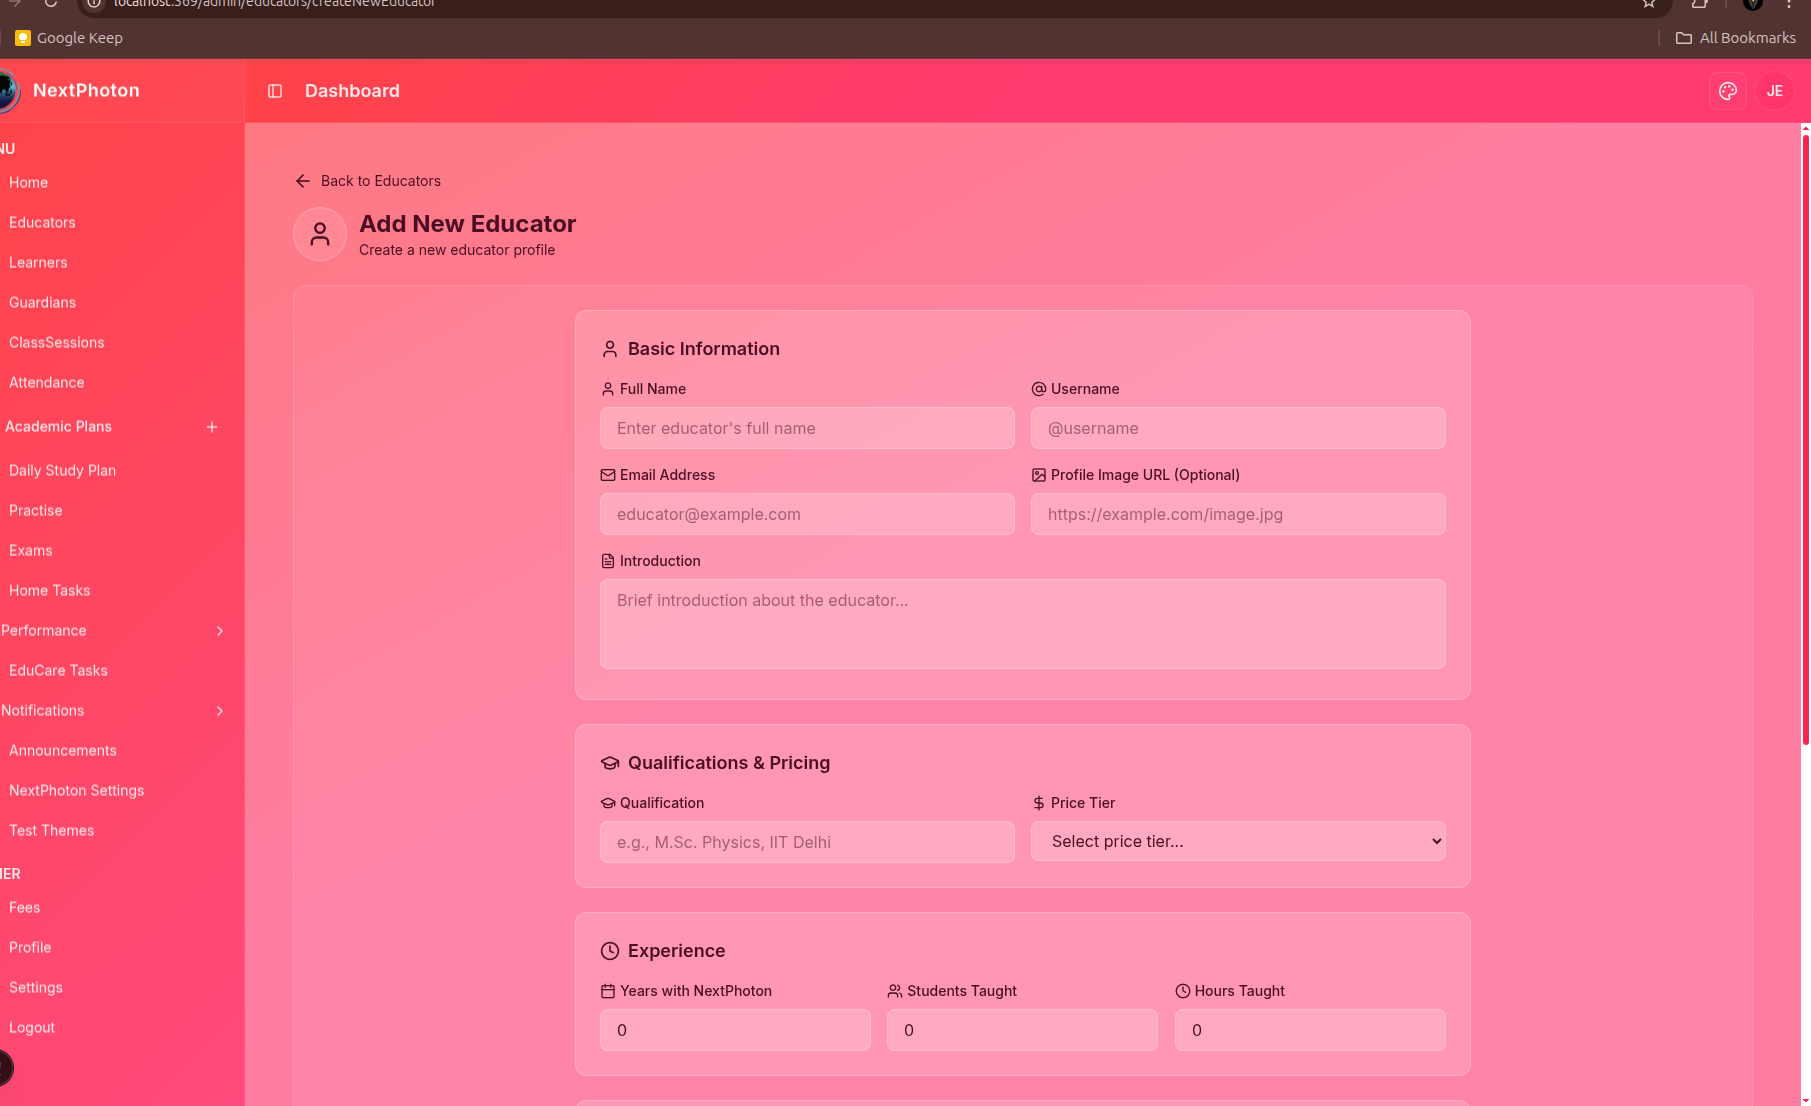 localhost:369/admin/educators/createNewEducator
Google Keep
All Bookmarks
NextPhoton
Dashboard
JE
NU
Home
Educators
Learners
Guardians
ClassSessions
Attendance
Academic Plans
Daily Study Plan
Practise
Exams
Home Tasks
Performance
EduCare Tasks
Notifications
Announcements
NextPhoton Settings
Test Themes
HER
Fees
Profile
Settings
Logout
Back to Educators
Add New Educator
Create a new educator profile
Basic Information
Full Name
Username
Enter educator's full name
@username
Email Address
Profile Image URL (Optional)
educator@example.com
https://example.com/image.jpg
Introduction
Brief introduction about the educator...
Qualifications & Pricing
Qualification
Price Tier
e.g., M.Sc. Physics, IIT Delhi
Select price tier...
Experience
Years with NextPhoton
Students Taught
Hours Taught
0
0
0